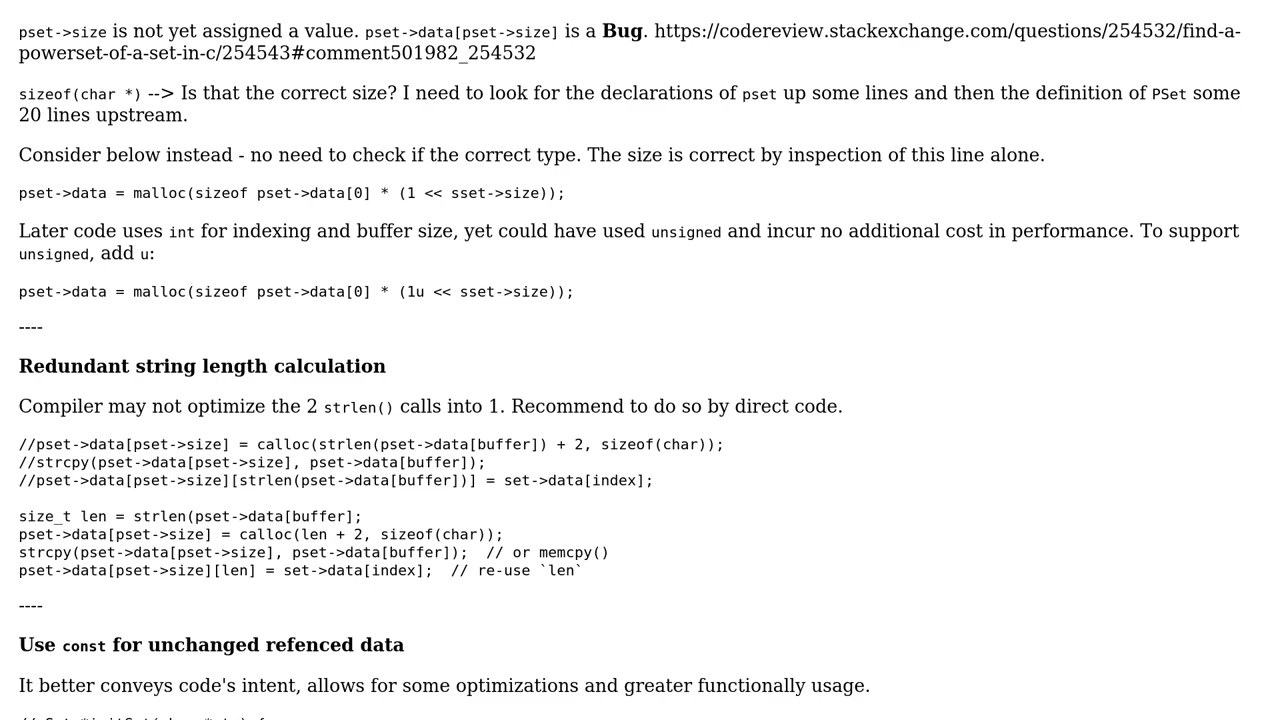 pset->size is not yet assigned a value. pset->data[pset->size] is a Bug. https://codereview.stackexchange.com/questions/254532/find-a-
powerset-of-a-set-in-c/254543#comment501982_254532
sizeof(char *) --> Is that the correct size? I need to look for the declarations of pset up some lines and then the definition of PSet some
20 lines upstream.
Consider below instead - no need to check if the correct type. The size is correct by inspection of this line alone.
pset->data = malloc(sizeof pset->data[0] * (1 << sset->size));
Later code uses int for indexing and buffer size, yet could have used unsigned and incur no additional cost in performance. To support
unsigned, add u:
pset->data = malloc(sizeof pset->data[0] * (1u << sset->size));
----
Redundant string length calculation
Compiler may not optimize the 2 strlen() calls into 1. Recommend to do so by direct code.
//pset->data[pset->size] = calloc(strlen(pset->data[buffer]) + 2, sizeof(char));
//strcpy(pset->data[pset->size], pset->data[buffer]);
//pset->data[pset->size][strlen(pset->data[buffer])] = set->data[index];
size_t len = strlen(pset->data[buffer];
pset->data[pset->size] = calloc(len + 2, sizeof(char));
strcpy(pset->data[pset->size], pset->data[buffer]);  // or memcpy()
pset->data[pset->size][len] = set->data[index];  // re-use `len`
----
Use const for unchanged refenced data
It better conveys code's intent, allows for some optimizations and greater functionally usage.